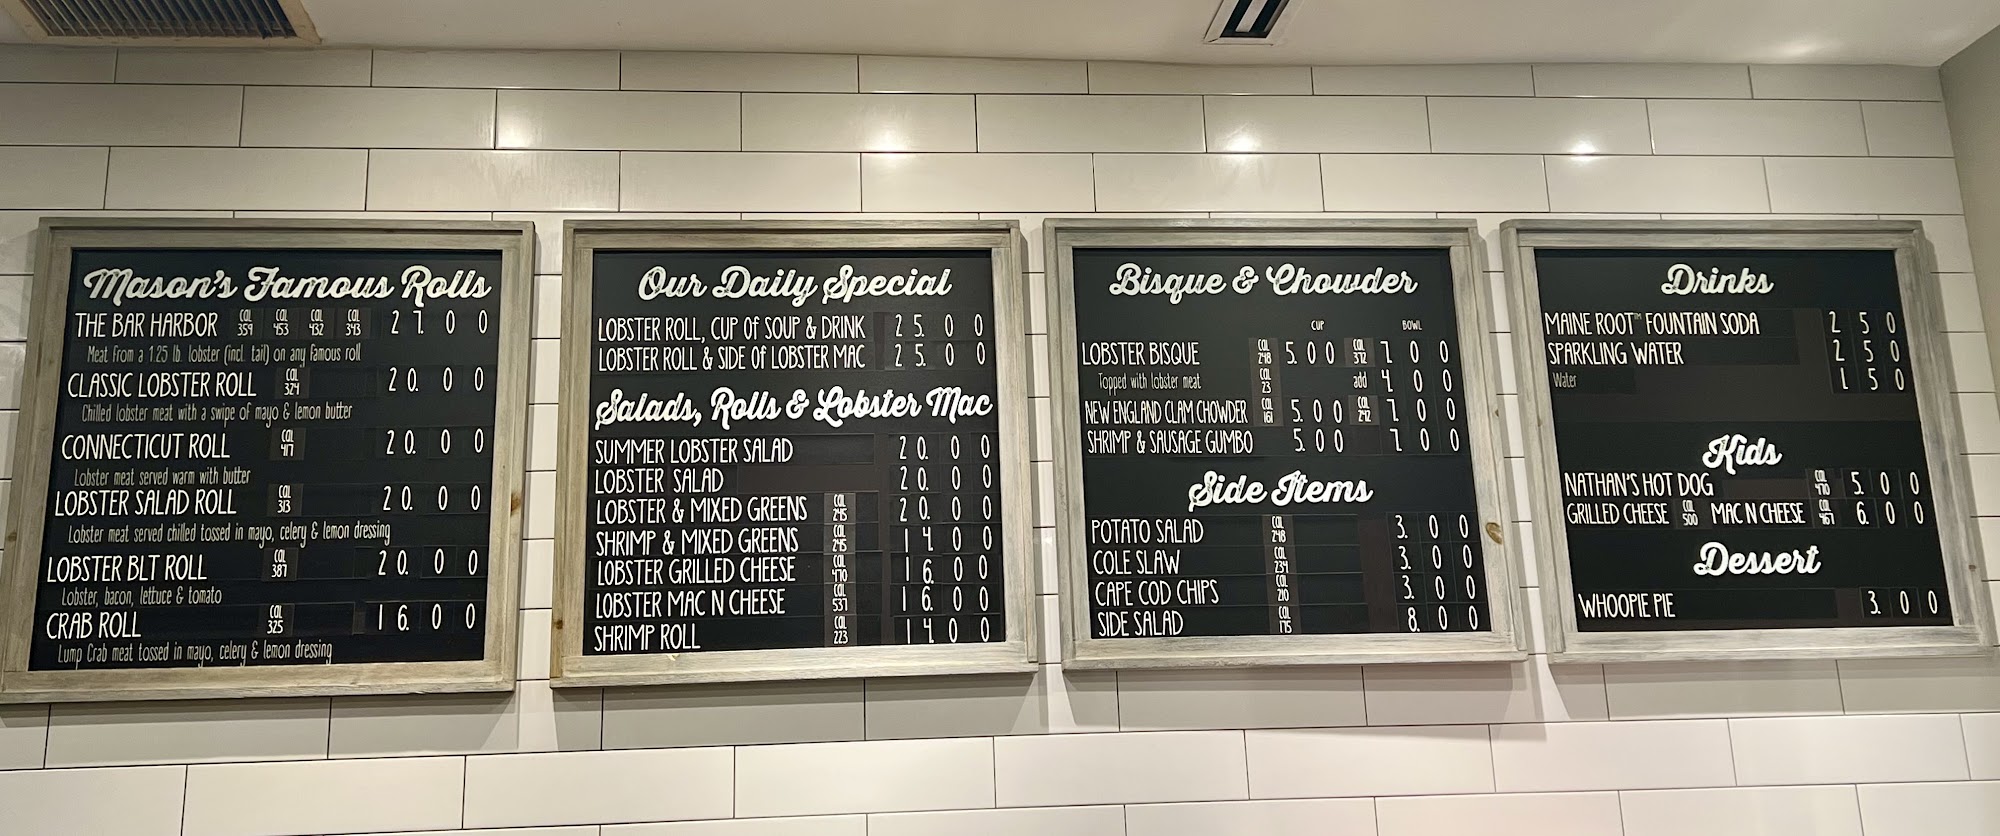 Mason's Famous Rolls
THE BAR HARBOR CAL 359 CAL 453 CAL 432 CAL 343 27.00
Meat from a 1.25 lb. lobster (incl. tail) on any famous roll
CLASSIC LOBSTER ROLL CAL 324 20.00
Chilled lobster meat with a swipe of mayo & lemon butter
CONNECTICUT ROLL CAL 417 20.00
Lobster meat served warm with butter
LOBSTER SALAD ROLL CAL 313 20.00
Lobster meat served chilled tossed in mayo, celery & lemon dressing
LOBSTER BLT ROLL CAL 387 20.00
Lobster, bacon, lettuce & tomato
CRAB ROLL CAL 325 16.00
Lump Crab meat tossed in mayo, celery & lemon dressing
Our Daily Special
LOBSTER ROLL, CUP OF SOUP & DRINK 25.00
LOBSTER ROLL & SIDE OF LOBSTER MAC 25.00
Salads, Rolls & Lobster Mac
SUMMER LOBSTER SALAD 20.00
LOBSTER SALAD 20.00
LOBSTER & MIXED GREENS CAL 245 20.00
SHRIMP & MIXED GREENS CAL 245 14.00
LOBSTER GRILLED CHEESE CAL 470 16.00
LOBSTER MAC N CHEESE CAL 537 16.00
SHRIMP ROLL CAL 223 14.00
Bisque & Chowder
CUP BOWL
LOBSTER BISQUE CAL 248 5.00 CAL 372 7.00
Topped with lobster meat CAL 23 add 4.00
NEW ENGLAND CLAM CHOWDER CAL 161 5.00 CAL 242 7.00
SHRIMP & SAUSAGE GUMBO 5.00 7.00
Side Items
POTATO SALAD CAL 248 3.00
COLE SLAW CAL 234 3.00
CAPE COD CHIPS CAL 210 3.00
SIDE SALAD CAL 175 8.00
Drinks
MAINE ROOT™ FOUNTAIN SODA 2 50
SPARKLING WATER 2 50
Water 1 50
Kids
NATHAN'S HOT DOG CAL 470 5.00
GRILLED CHEESE CAL 500 MAC N CHEESE CAL 467 6.00
Dessert
WHOOPIE PIE 3.00